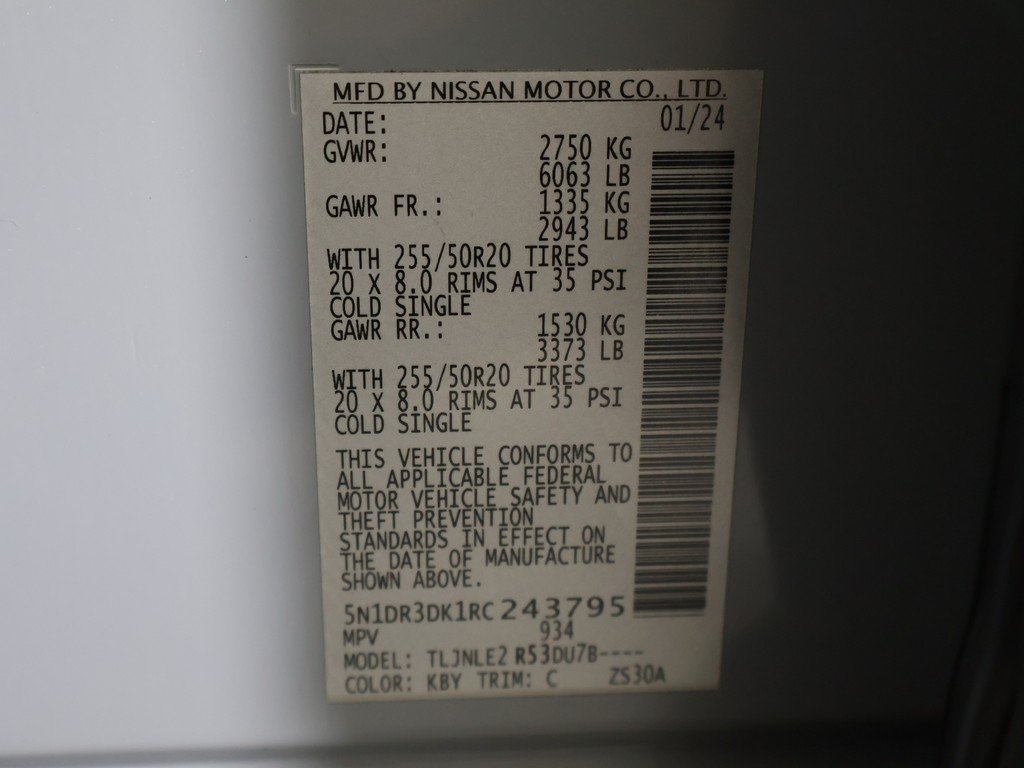 MFD BY NISSAN MOTOR CO., LTD.
DATE: 01/24
GVWR: 2750 KG
6063 LB
GAWR FR.: 1335 KG
2943 LB
WITH 255/50R20 TIRES
20 X 8.0 RIMS AT 35 PSI
COLD SINGLE
GAWR RR.: 1530 KG
3373 LB
WITH 255/50R20 TIRES
20 X 8.0 RIMS AT 35 PSI
COLD SINGLE
THIS VEHICLE CONFORMS TO
ALL APPLICABLE FEDERAL
MOTOR VEHICLE SAFETY AND
THEFT PREVENTION
STANDARDS IN EFFECT ON
THE DATE OF MANUFACTURE
SHOWN ABOVE.
5N1DR3DK1RC 243795
MPV 934
MODEL: TLJNLE2 R53DU7B----
COLOR: KBY TRIM: C ZS30A